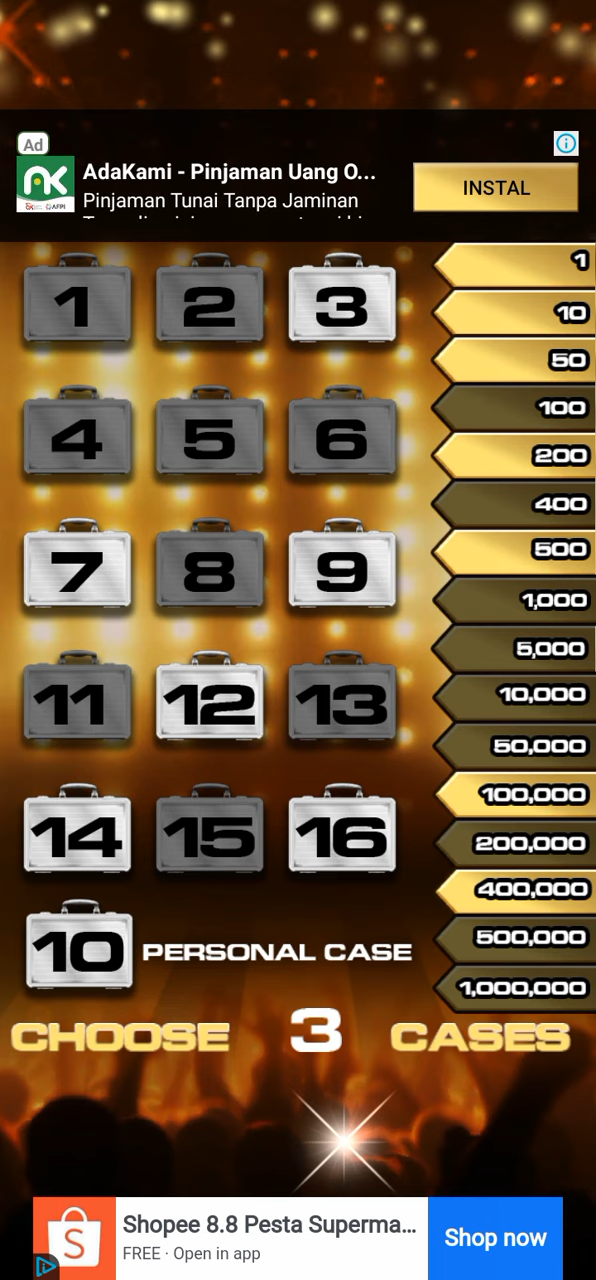 Ad
AdaKami - Pinjaman Uang O...
Pinjaman Tunai Tanpa Jaminan
INSTAL
1 2 3
4 5 6
7 8 9
11 12 13
14 15 16
10 PERSONAL CASE
1
10
50
100
200
400
500
1,000
5,000
10,000
50,000
100,000
200,000
400,000
500,000
1,000,000
CHOOSE 3 CASES
Shopee 8.8 Pesta Superma...
FREE · Open in app
Shop now